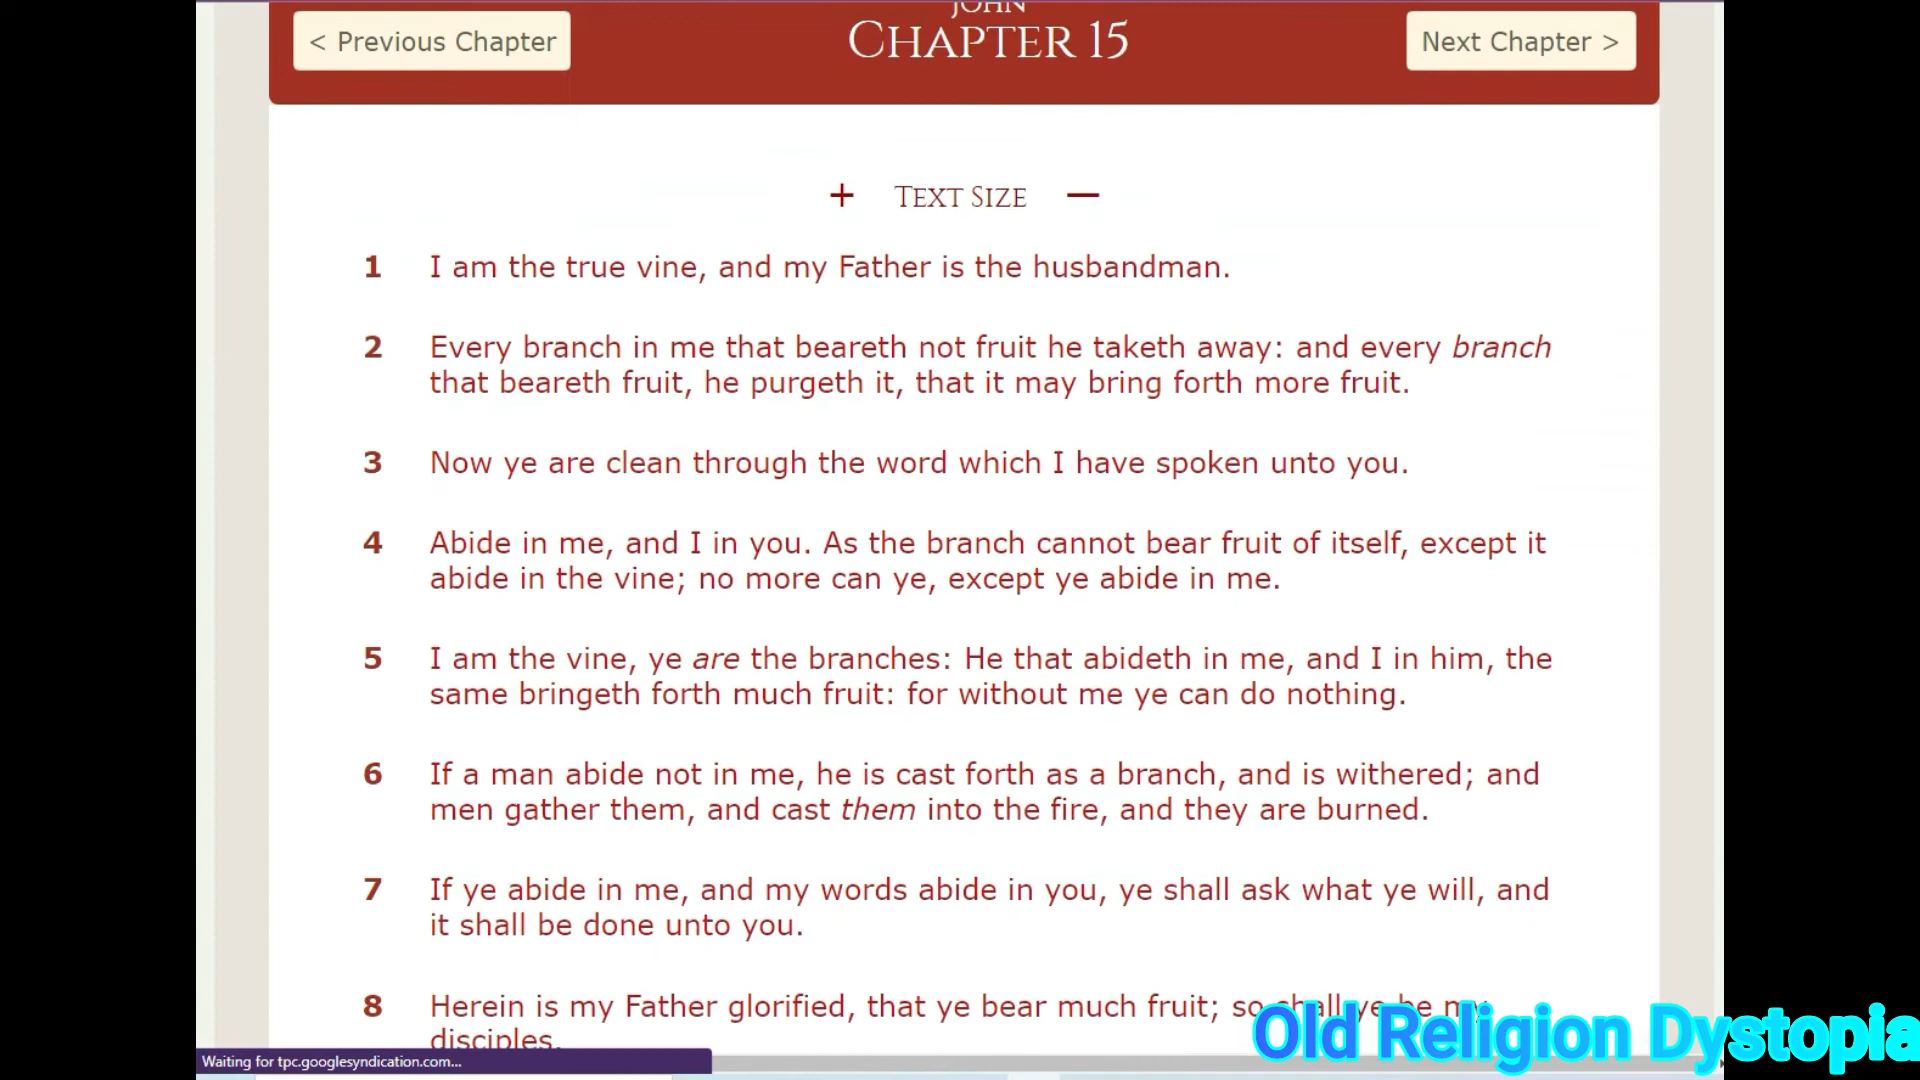 JOHN
< Previous Chapter
CHAPTER 15
Next Chapter >
+ TEXT SIZE −
1 I am the true vine, and my Father is the husbandman.
2 Every branch in me that beareth not fruit he taketh away: and every branch
that beareth fruit, he purgeth it, that it may bring forth more fruit.
3 Now ye are clean through the word which I have spoken unto you.
4 Abide in me, and I in you. As the branch cannot bear fruit of itself, except it
abide in the vine; no more can ye, except ye abide in me.
5 I am the vine, ye are the branches: He that abideth in me, and I in him, the
same bringeth forth much fruit: for without me ye can do nothing.
6 If a man abide not in me, he is cast forth as a branch, and is withered; and
men gather them, and cast them into the fire, and they are burned.
7 If ye abide in me, and my words abide in you, ye shall ask what ye will, and
it shall be done unto you.
8 Herein is my Father glorified, that ye bear much fruit; so shall ye be my
disciples.
Old Religion Dystopia
Waiting for tpc.googlesyndication.com...